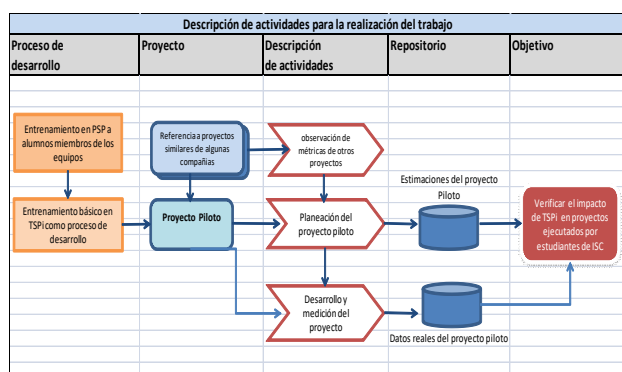 Descripción de actividades para la realización del trabajo
Proceso de
desarrollo
Proyecto
Descripción
de actividades
Repositorio
Objetivo
Entrenamiento en PSP a
alumnos miembros de los
equipos
Referencia a proyectos
similares de algunas
compañias
observación de
métricas de otros
proyectos
Estimaciones del proyecto
Piloto
Entrenamiento básico en
TSPi como proceso de
desarrollo
Proyecto Piloto
Planeación del
proyecto piloto
Verificar el impacto
de TSPi en proyectos
ejecutados por
estudiantes de ISC
Desarrollo y
medición del
proyecto
Datos reales del proyecto piloto